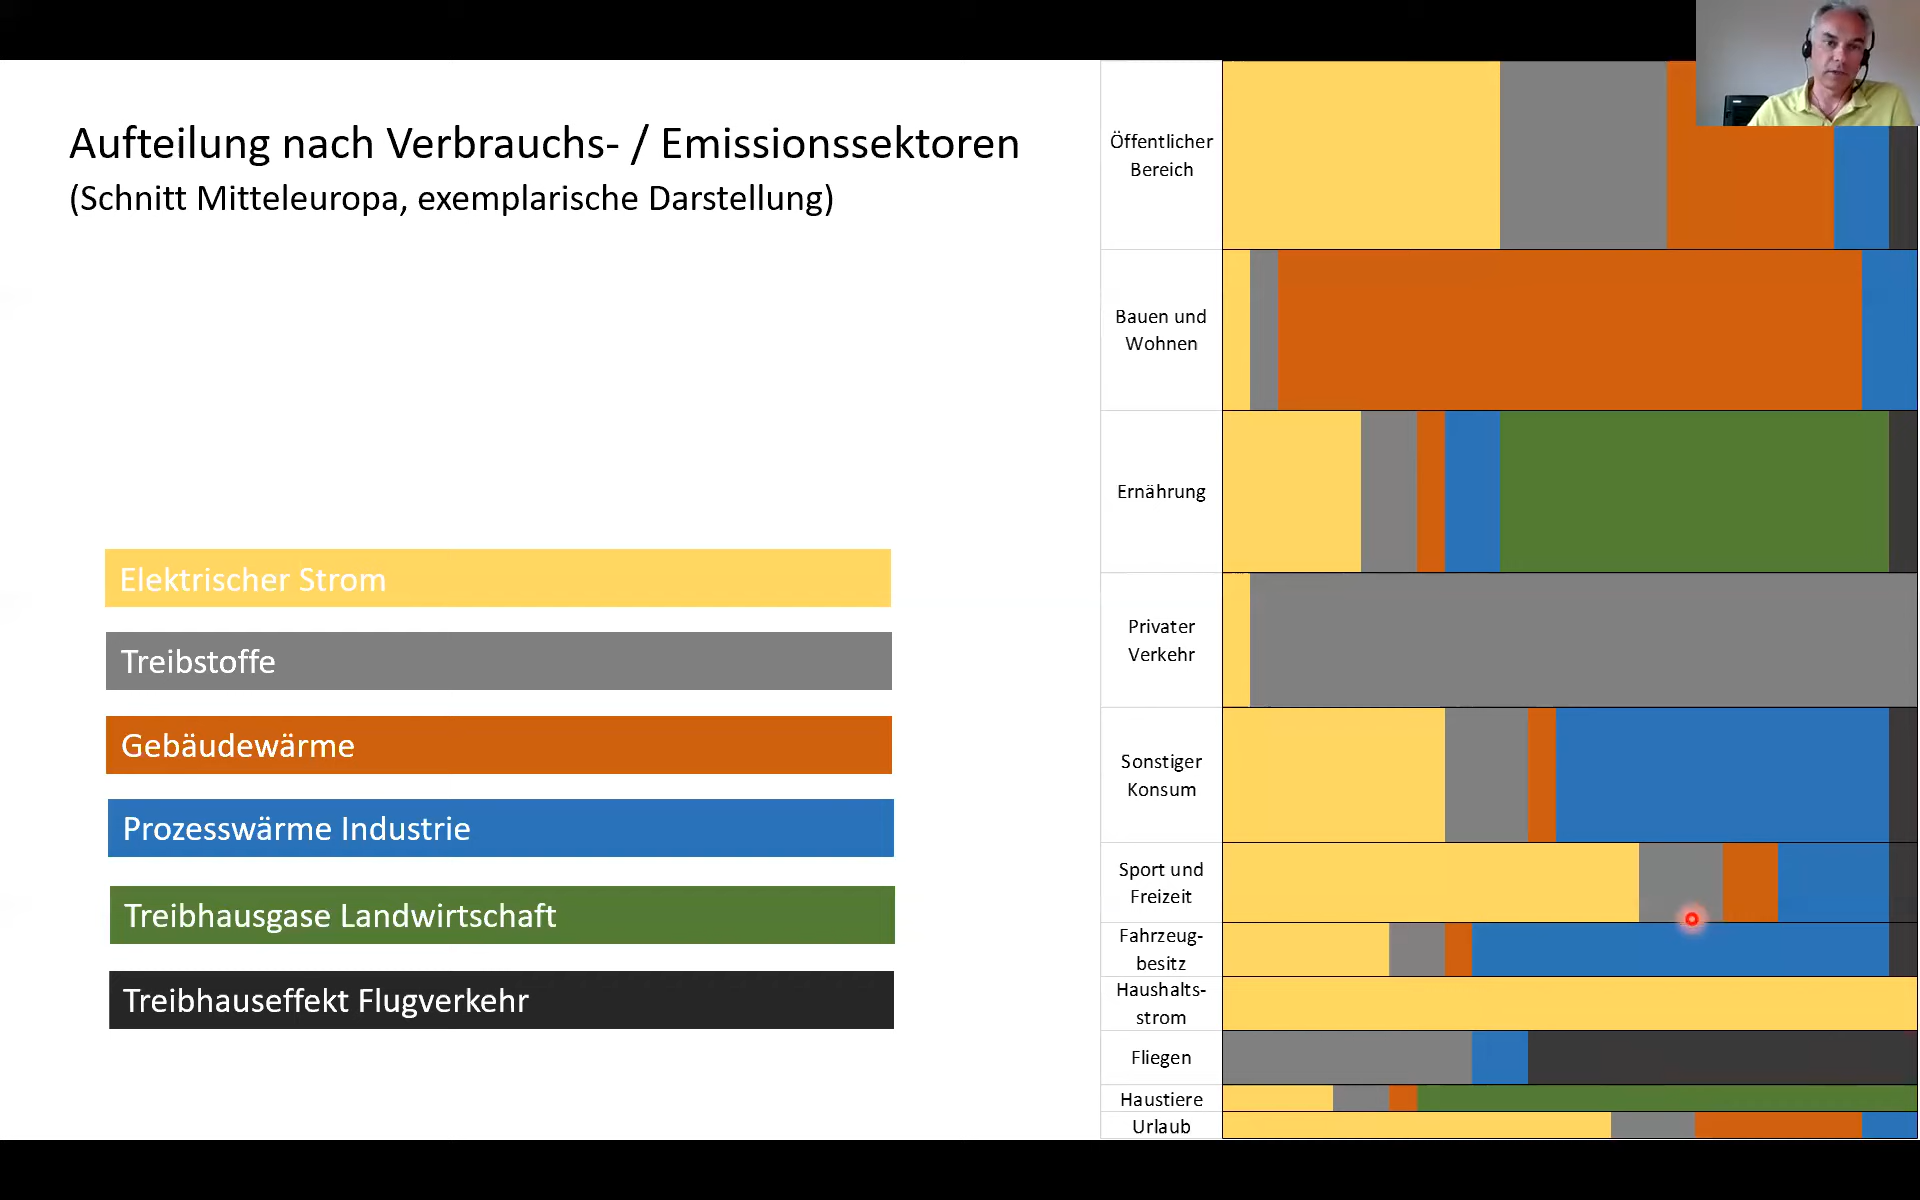 Aufteilung nach Verbrauchs- / Emissionssektoren
(Schnitt Mitteleuropa, exemplarische Darstellung)
Elektrischer Strom
Treibstoffe
Gebäudewärme
Prozesswärme Industrie
Treibhausgase Landwirtschaft
Treibhauseffekt Flugverkehr
Öffentlicher
Bereich
Bauen und
Wohnen
Ernährung
Privater
Verkehr
Sonstiger
Konsum
Sport und
Freizeit
Fahrzeug-
besitz
Haushalts-
strom
Fliegen
Haustiere
Urlaub